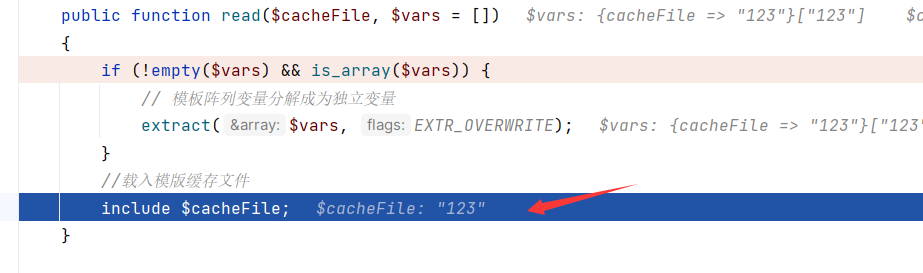 public function read($cacheFile, $vars = []) $vars: {cacheFile => "123"}["123"]
{
if (!empty($vars) && is_array($vars)) {
// 模板阵列变量分解成为独立变量
extract( &array: $vars, flags: EXTR_OVERWRITE); $vars: {cacheFile => "123"}["123"
}
//载入模版缓存文件
include $cacheFile; $cacheFile: "123"
}